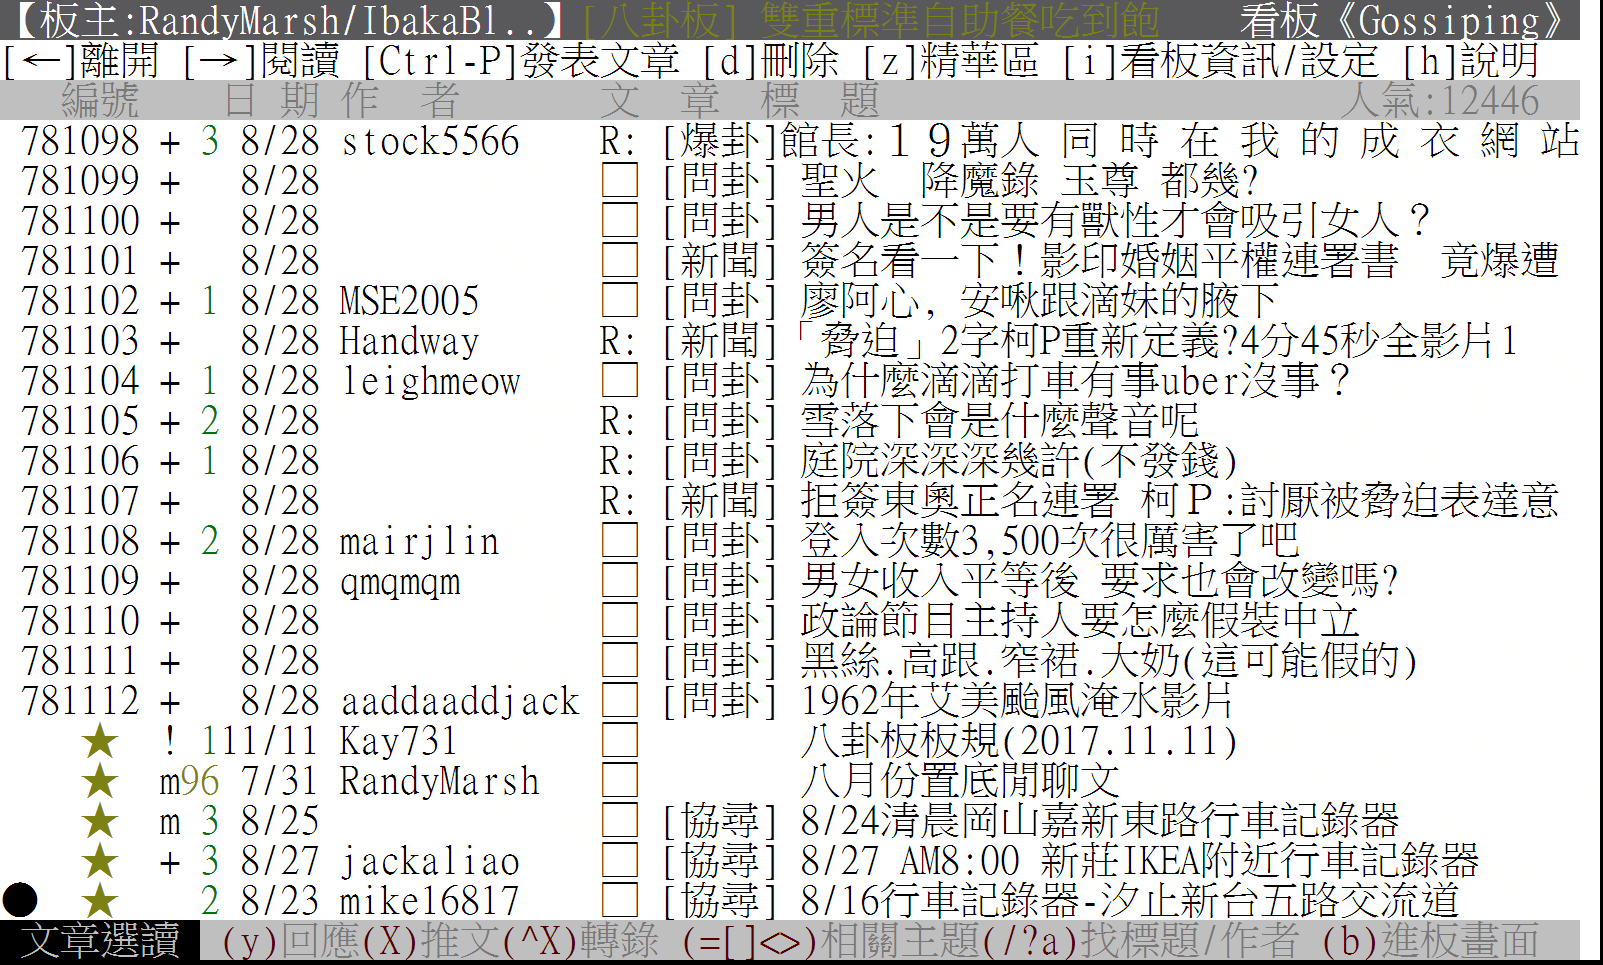 【板主:RandyMarsh/IbakaBl..】[八卦板] 雙重標準自助餐吃到飽 看板《Gossiping》
[←]離開 [→]閱讀 [Ctrl-P]發表文章 [d]刪除 [z]精華區 [i]看板資訊/設定 [h]說明
編號 日 期 作 者 文 章 標 題 人氣:12446
781098 + 3 8/28 stock5566 R: [爆卦]館長:１９萬人 同 時 在 我 的 成 衣 網 站
781099 + 8/28 □ [問卦] 聖火 降魔錄 玉尊 都幾?
781100 + 8/28 □ [問卦] 男人是不是要有獸性才會吸引女人？
781101 + 8/28 □ [新聞] 簽名看一下！影印婚姻平權連署書 竟爆遭
781102 + 1 8/28 MSE2005 □ [問卦] 廖阿心, 安啾跟滴妹的腋下
781103 + 8/28 Handway R: [新聞]「脅迫」2字柯P重新定義?4分45秒全影片1
781104 + 1 8/28 leighmeow □ [問卦] 為什麼滴滴打車有事uber沒事？
781105 + 2 8/28 R: [問卦] 雪落下會是什麼聲音呢
781106 + 1 8/28 R: [問卦] 庭院深深深幾許(不發錢)
781107 + 8/28 R: [新聞] 拒簽東奧正名連署 柯Ｐ:討厭被脅迫表達意
781108 + 2 8/28 mairjlin □ [問卦] 登入次數3,500次很厲害了吧
781109 + 8/28 qmqmqm □ [問卦] 男女收入平等後 要求也會改變嗎?
781110 + 8/28 □ [問卦] 政論節目主持人要怎麼假裝中立
781111 + 8/28 □ [問卦] 黑絲.高跟.窄裙.大奶(這可能假的)
781112 + 8/28 aaddaaddjack □ [問卦] 1962年艾美颱風淹水影片
★ ! 111/11 Kay731 □ 八卦板板規(2017.11.11)
★ m96 7/31 RandyMarsh □ 八月份置底閒聊文
★ m 3 8/25 □ [協尋] 8/24清晨岡山嘉新東路行車記錄器
★ + 3 8/27 jackaliao □ [協尋] 8/27 AM8:00 新莊IKEA附近行車記錄器
● ★ 2 8/23 mike16817 □ [協尋] 8/16行車記錄器-汐止新台五路交流道
文章選讀 (y)回應(X)推文(^X)轉錄 (=[]<>)相關主題(/?a)找標題/作者 (b)進板畫面